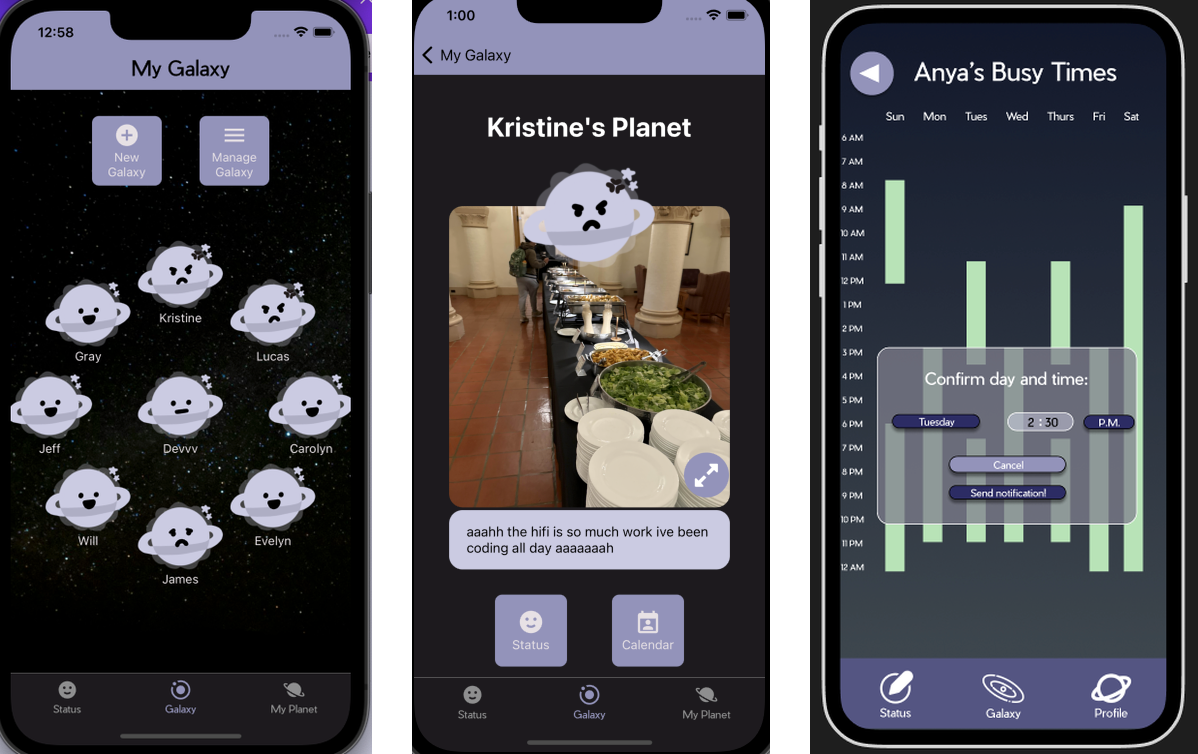 12:58
My Galaxy
New
Galaxy
Manage
Galaxy
Kristine
Gray
Lucas
Jeff
Devvv
Carolyn
Will
Evelyn
James
Status
Galaxy
My Planet
1:00
My Galaxy
Kristine's Planet
aaahh the hifi is so much work ive been
coding all day aaaaaaah
Status
Calendar
Status
Galaxy
My Planet
Anya's Busy Times
Sun Mon Tues Wed Thurs Fri Sat
6 AM
7 AM
8 AM
9 AM
10 AM
11 AM
12 PM
1 PM
2 PM
3 PM
4 PM
5 PM
6 PM
7 PM
8 PM
9 PM
10 PM
11 PM
12 AM
Confirm day and time:
Tuesday 2 : 30 P.M.
Cancel
Send notification!
Status
Galaxy
Profile